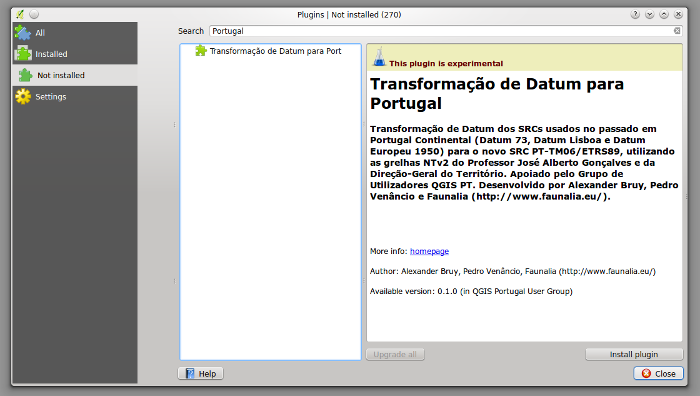 Plugins | Not installed (270)
All
Installed
Not installed
Settings
Search Portugal
Transformação de Datum para Port
This plugin is experimental
Transformação de Datum para
Portugal
Transformação de Datum dos SRCs usados no passado em
Portugal Continental (Datum 73, Datum Lisboa e Datum
Europeu 1950) para o novo SRC PT-TM06/ETRS89, utilizando
as grelhas NTv2 do Professor José Alberto Gonçalves e da
Direção-Geral do Território. Apoiado pelo Grupo de
Utilizadores QGIS PT. Desenvolvido por Alexander Bruy, Pedro
Venâncio e Faunalia (http://www.faunalia.eu/).
More info: homepage
Author: Alexander Bruy, Pedro Venâncio, Faunalia (http://www.faunalia.eu/)
Available version: 0.1.0 (in QGIS Portugal User Group)
Upgrade all
Install plugin
Help
Close